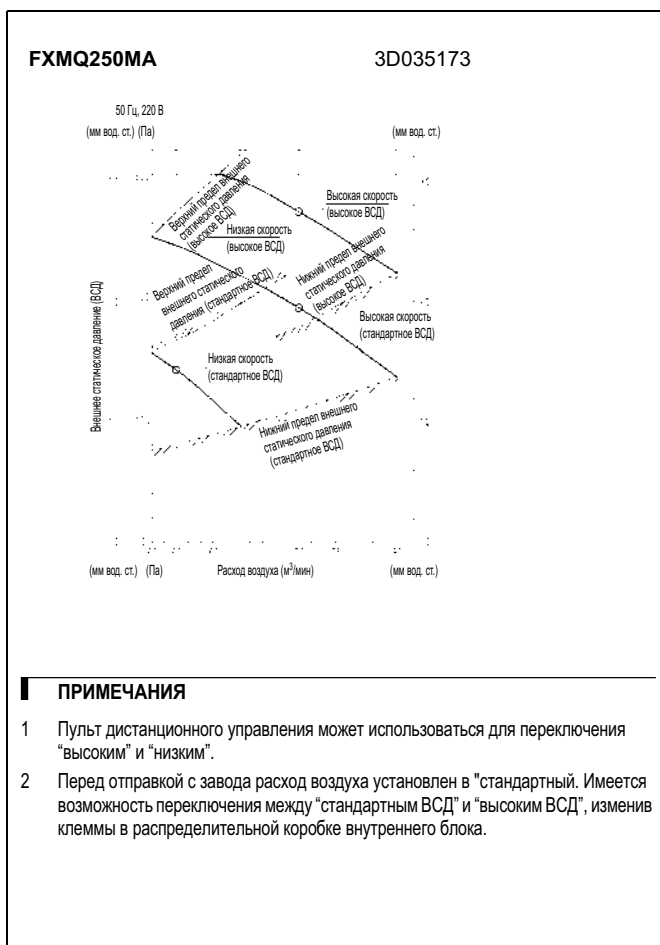 FXMQ250MA
3D035173
50 Гц, 220 В
(мм вод. ст.) (Па)
(мм вод. ст.)
Верхний предел внешнего
статического давления
(высокое ВСД)
Высокая скорость
(высокое ВСД)
Низкая скорость
(высокое ВСД)
Верхний предел
внешнего статического
давления (стандартное ВСД)
Нижний предел внешнего
статического давления
(высокое ВСД)
Высокая скорость
(стандартное ВСД)
Внешнее статическое давление (ВСД)
Низкая скорость
(стандартное ВСД)
Нижний предел внешнего
статического давления
(стандартное ВСД)
(мм вод. ст.) (Па)
Расход воздуха (м³/мин)
(мм вод. ст.)
ПРИМЕЧАНИЯ
1 Пульт дистанционного управления может использоваться для переключения
“высоким” и “низким”.
2 Перед отправкой с завода расход воздуха установлен в "стандартный. Имеется
возможность переключения между “стандартным ВСД” и “высоким ВСД”, изменив
клеммы в распределительной коробке внутреннего блока.